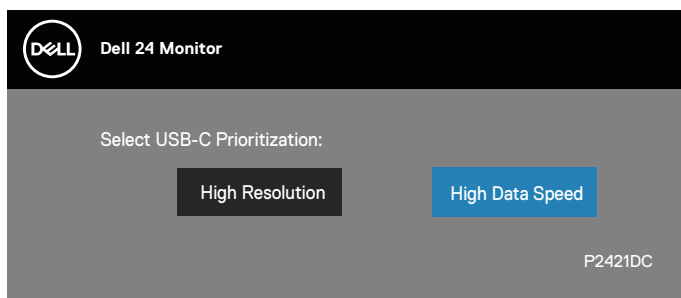 DELL
Dell 24 Monitor
Select USB-C Prioritization:
High Resolution
High Data Speed
P2421DC